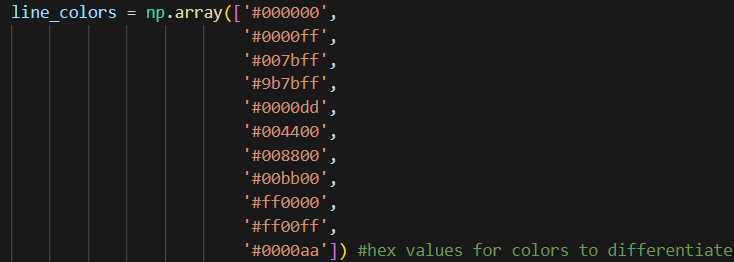 line_colors = np.array(['#000000',
'#0000ff',
'#007bff',
'#9b7bff',
'#0000dd',
'#004400',
'#008800',
'#00bb00',
'#ff0000',
'#ff00ff',
'#0000aa']) #hex values for colors to differentiate